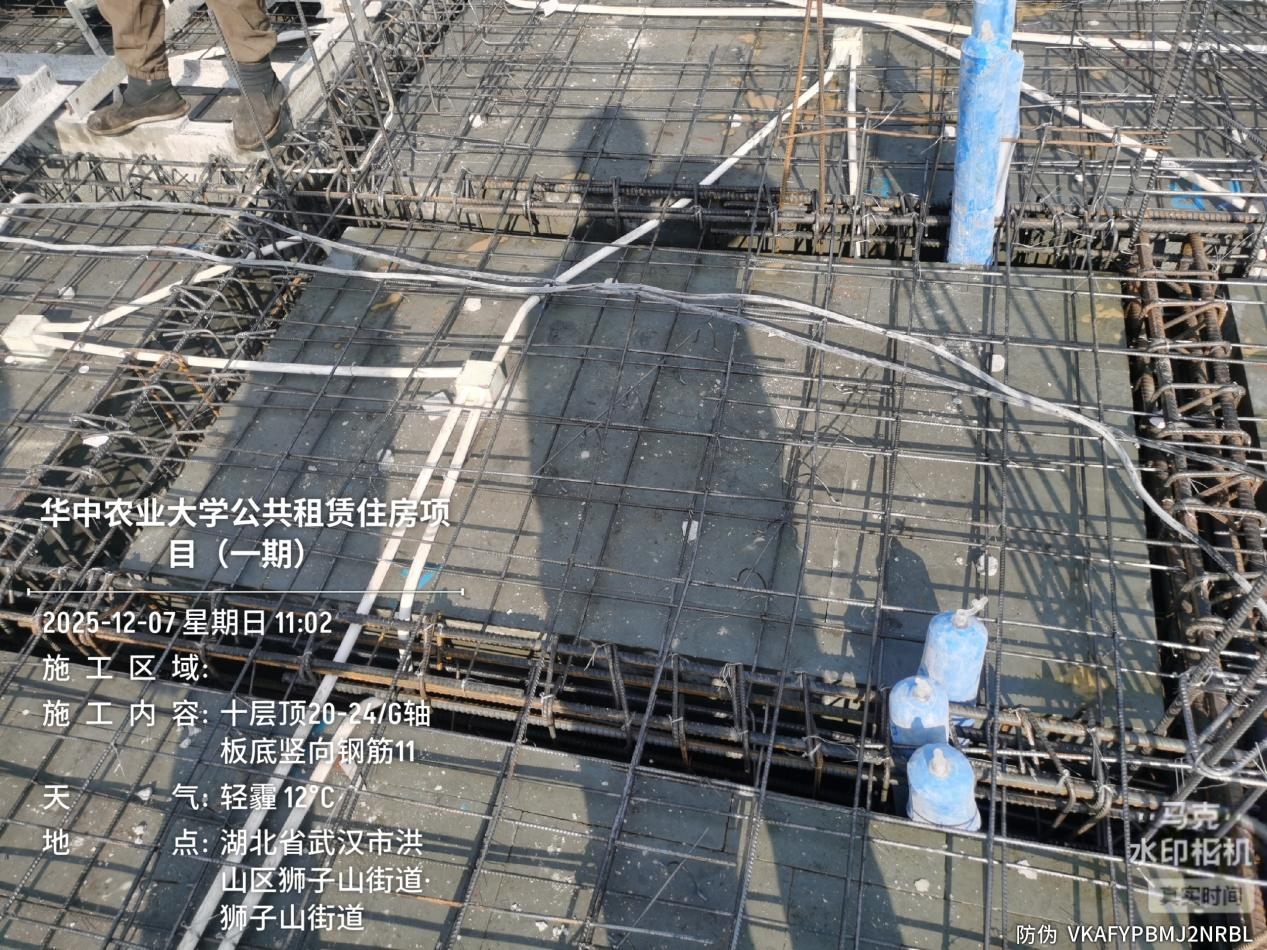 华中农业大学公共租赁住房项
目（一期）
2025-12-07 星期日 11:02
施工区域:
施工内容: 十层顶20-24/G轴
板底竖向钢筋11
天气: 轻霾 12°C
地点: 湖北省武汉市洪
山区狮子山街道·
狮子山街道
马克
水印相机
真实时间
防伪 VKAFYPBMJ2NRBL